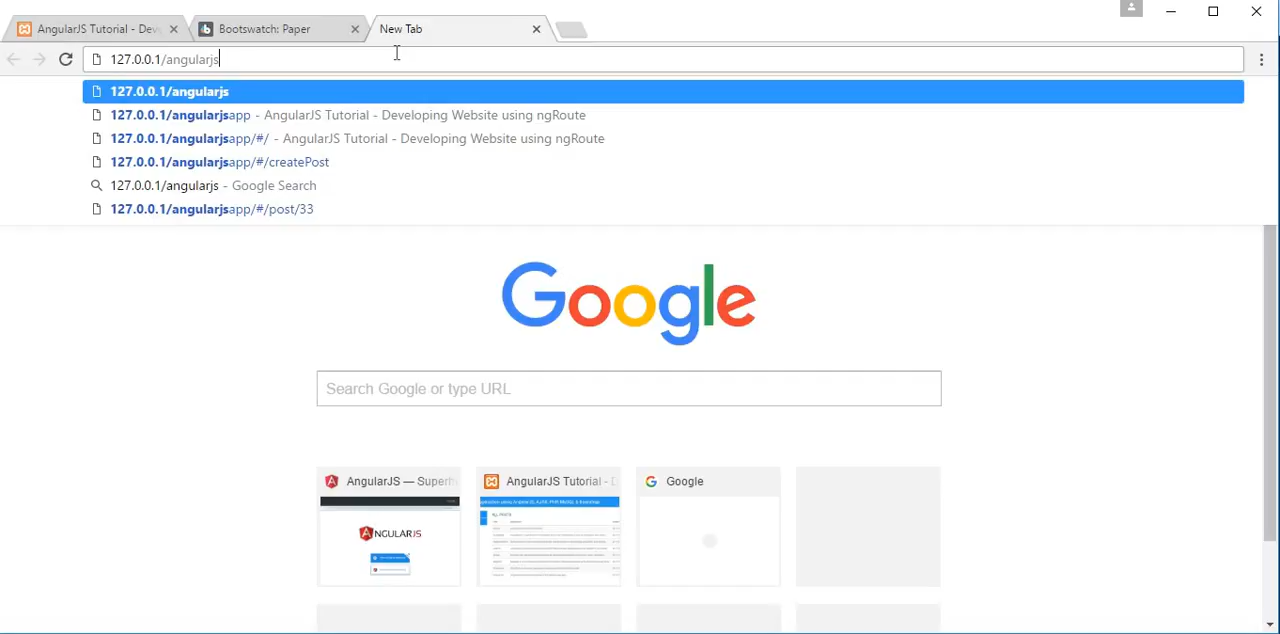 AngularJS Tutorial - Dev
Bootswatch: Paper
New Tab
127.0.0.1/angularjs
127.0.0.1/angularjs
127.0.0.1/angularjsapp - AngularJS Tutorial - Developing Website using ngRoute
127.0.0.1/angularjsapp/#/ - AngularJS Tutorial - Developing Website using ngRoute
127.0.0.1/angularjsapp/#/createPost
127.0.0.1/angularjs - Google Search
127.0.0.1/angularjsapp/#/post/33
Google
Search Google or type URL
AngularJS — Superh
AngularJS Tutorial - D
Google
ANGULARJS